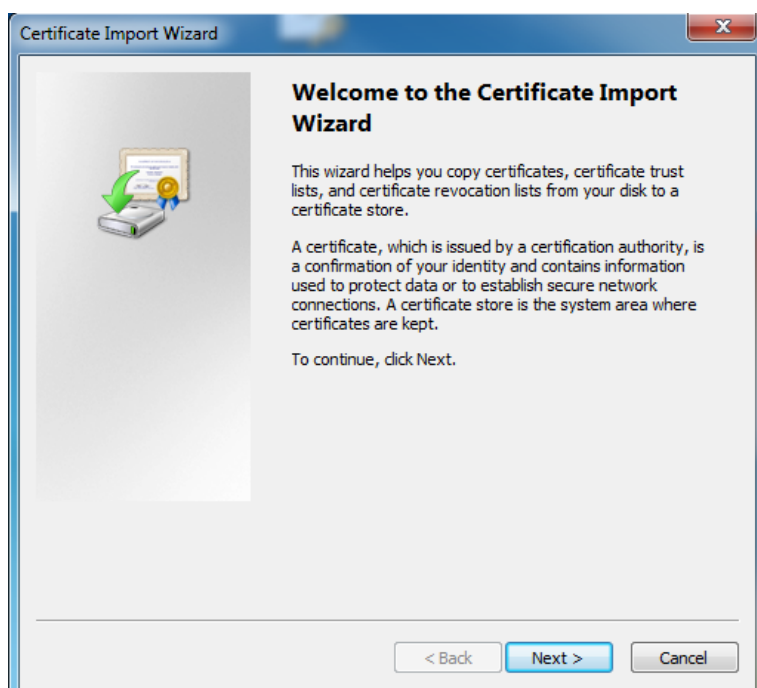 Certificate Import Wizard
X
Welcome to the Certificate Import
Wizard
This wizard helps you copy certificates, certificate trust
lists, and certificate revocation lists from your disk to a
certificate store.
A certificate, which is issued by a certification authority, is
a confirmation of your identity and contains information
used to protect data or to establish secure network
connections. A certificate store is the system area where
certificates are kept.
To continue, click Next.
< Back Next > Cancel